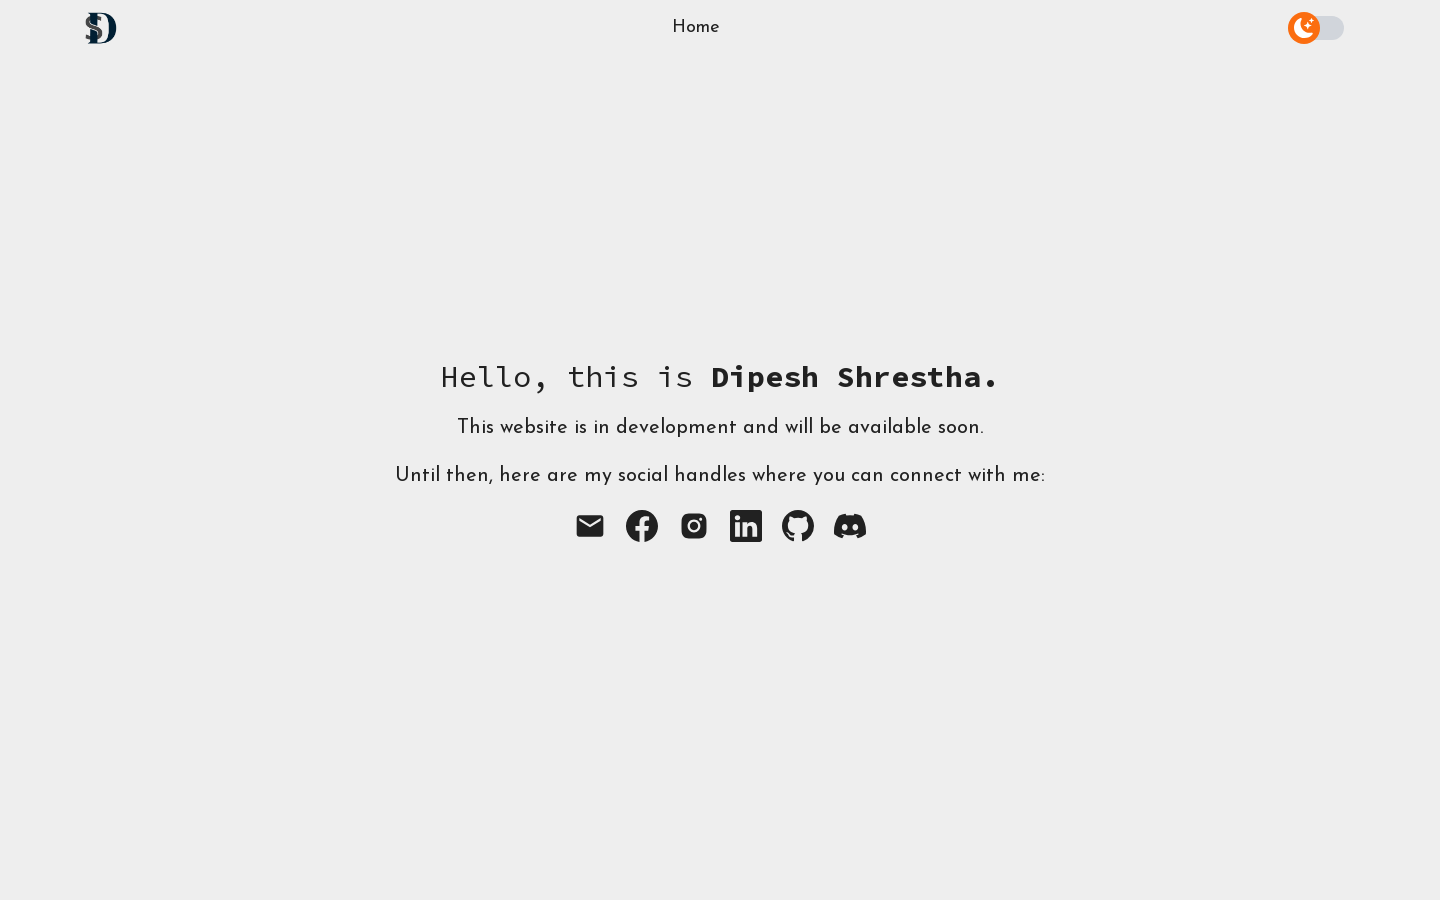 Home
Hello, this is Dipesh Shrestha.
This website is in development and will be available soon.
Until then, here are my social handles where you can connect with me: